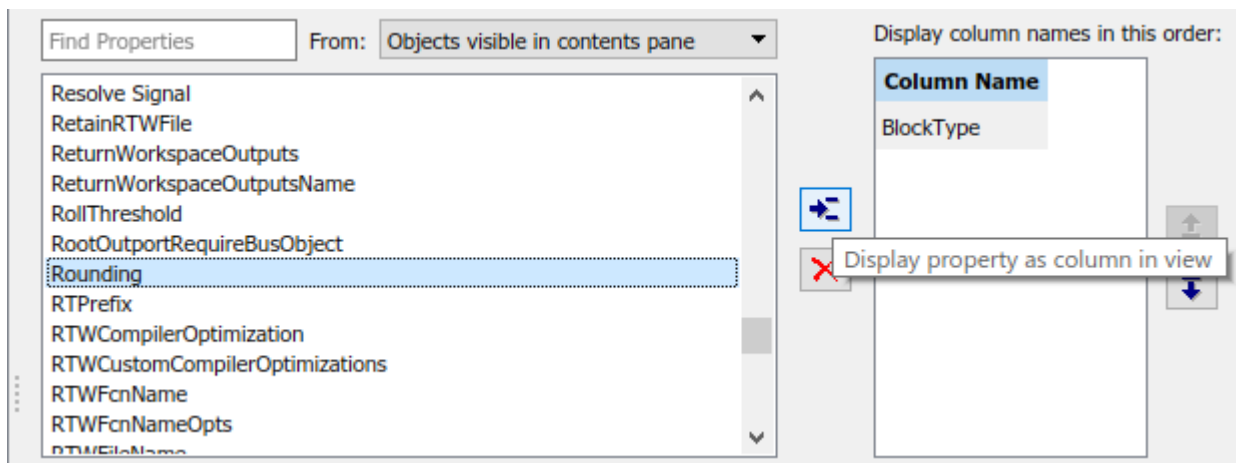 Find Properties
From: Objects visible in contents pane
Resolve Signal
RetainRTWFile
ReturnWorkspaceOutputs
ReturnWorkspaceOutputsName
RollThreshold
RootOutportRequireBusObject
Rounding
RTPrefix
RTWCompilerOptimization
RTWCustomCompilerOptimizations
RTWFcnName
RTWFcnNameOpts
RTWFileName
Display column names in this order:
Column Name
BlockType
Display property as column in view